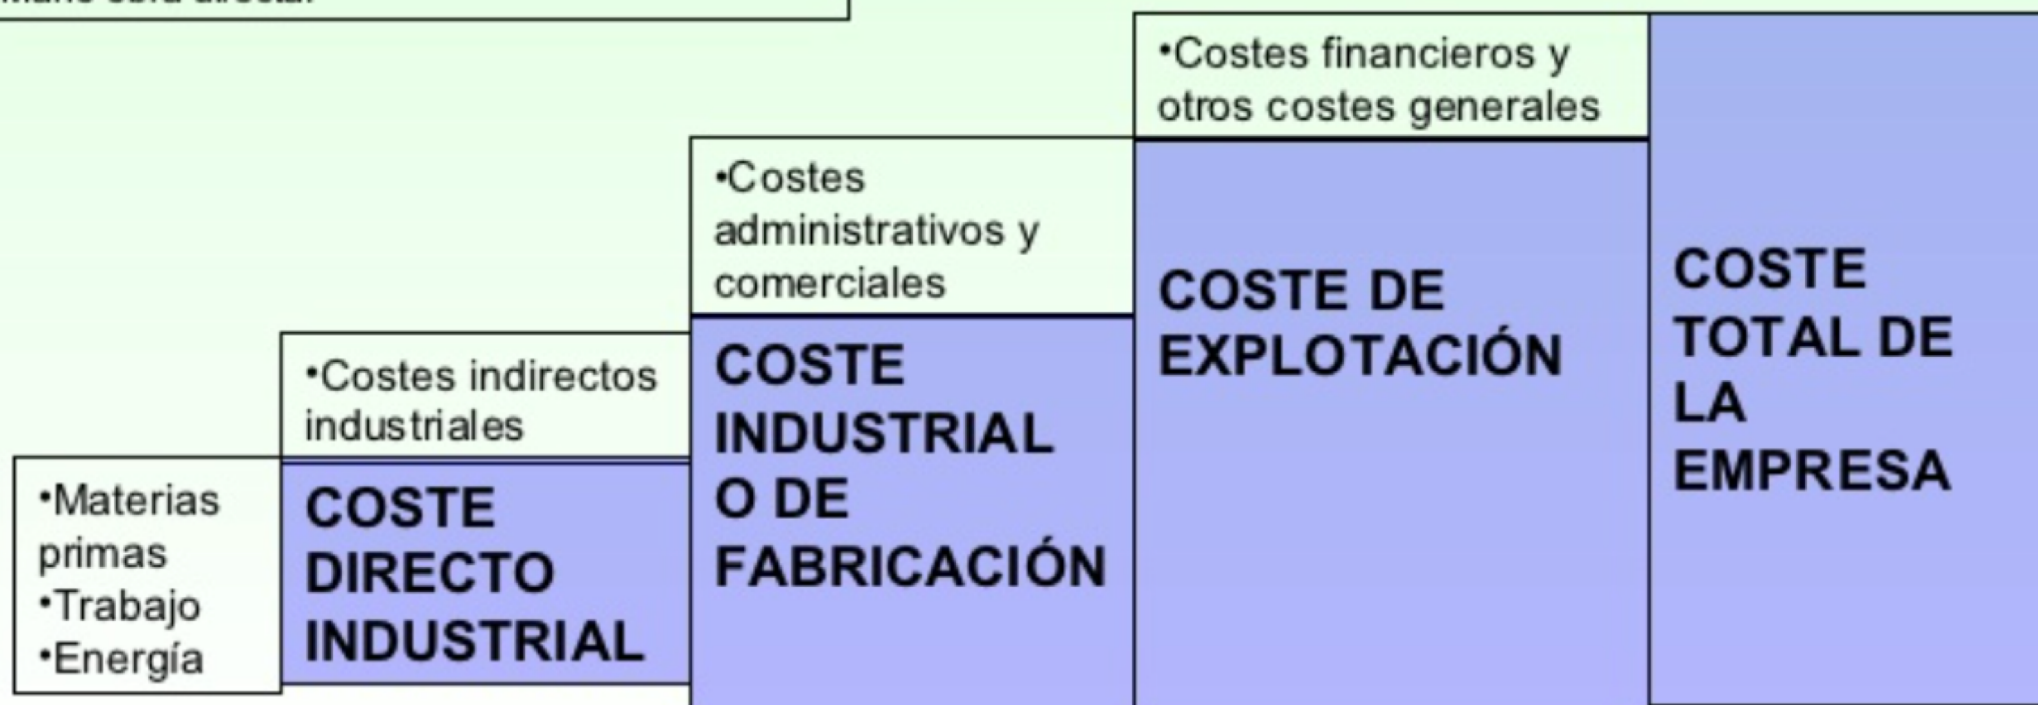 •Costes financieros y
otros costes generales
•Costes
administrativos y
comerciales
•Costes indirectos
industriales
•Materias
primas
•Trabajo
•Energía
COSTE
DIRECTO
INDUSTRIAL
COSTE
INDUSTRIAL
O DE
FABRICACIÓN
COSTE DE
EXPLOTACIÓN
COSTE
TOTAL DE
LA
EMPRESA